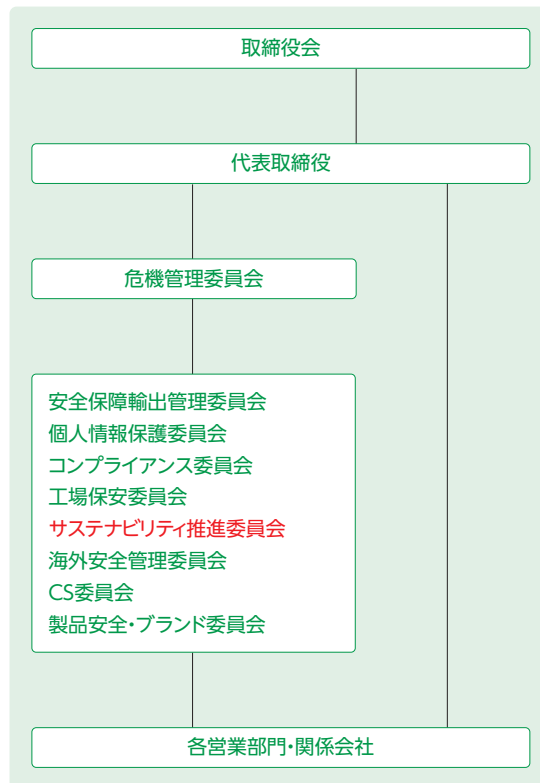 取締役会
代表取締役
危機管理委員会
安全保障輸出管理委員会
個人情報保護委員会
コンプライアンス委員会
工場保安委員会
サステナビリティ推進委員会
海外安全管理委員会
CS委員会
製品安全・ブランド委員会
各営業部門・関係会社